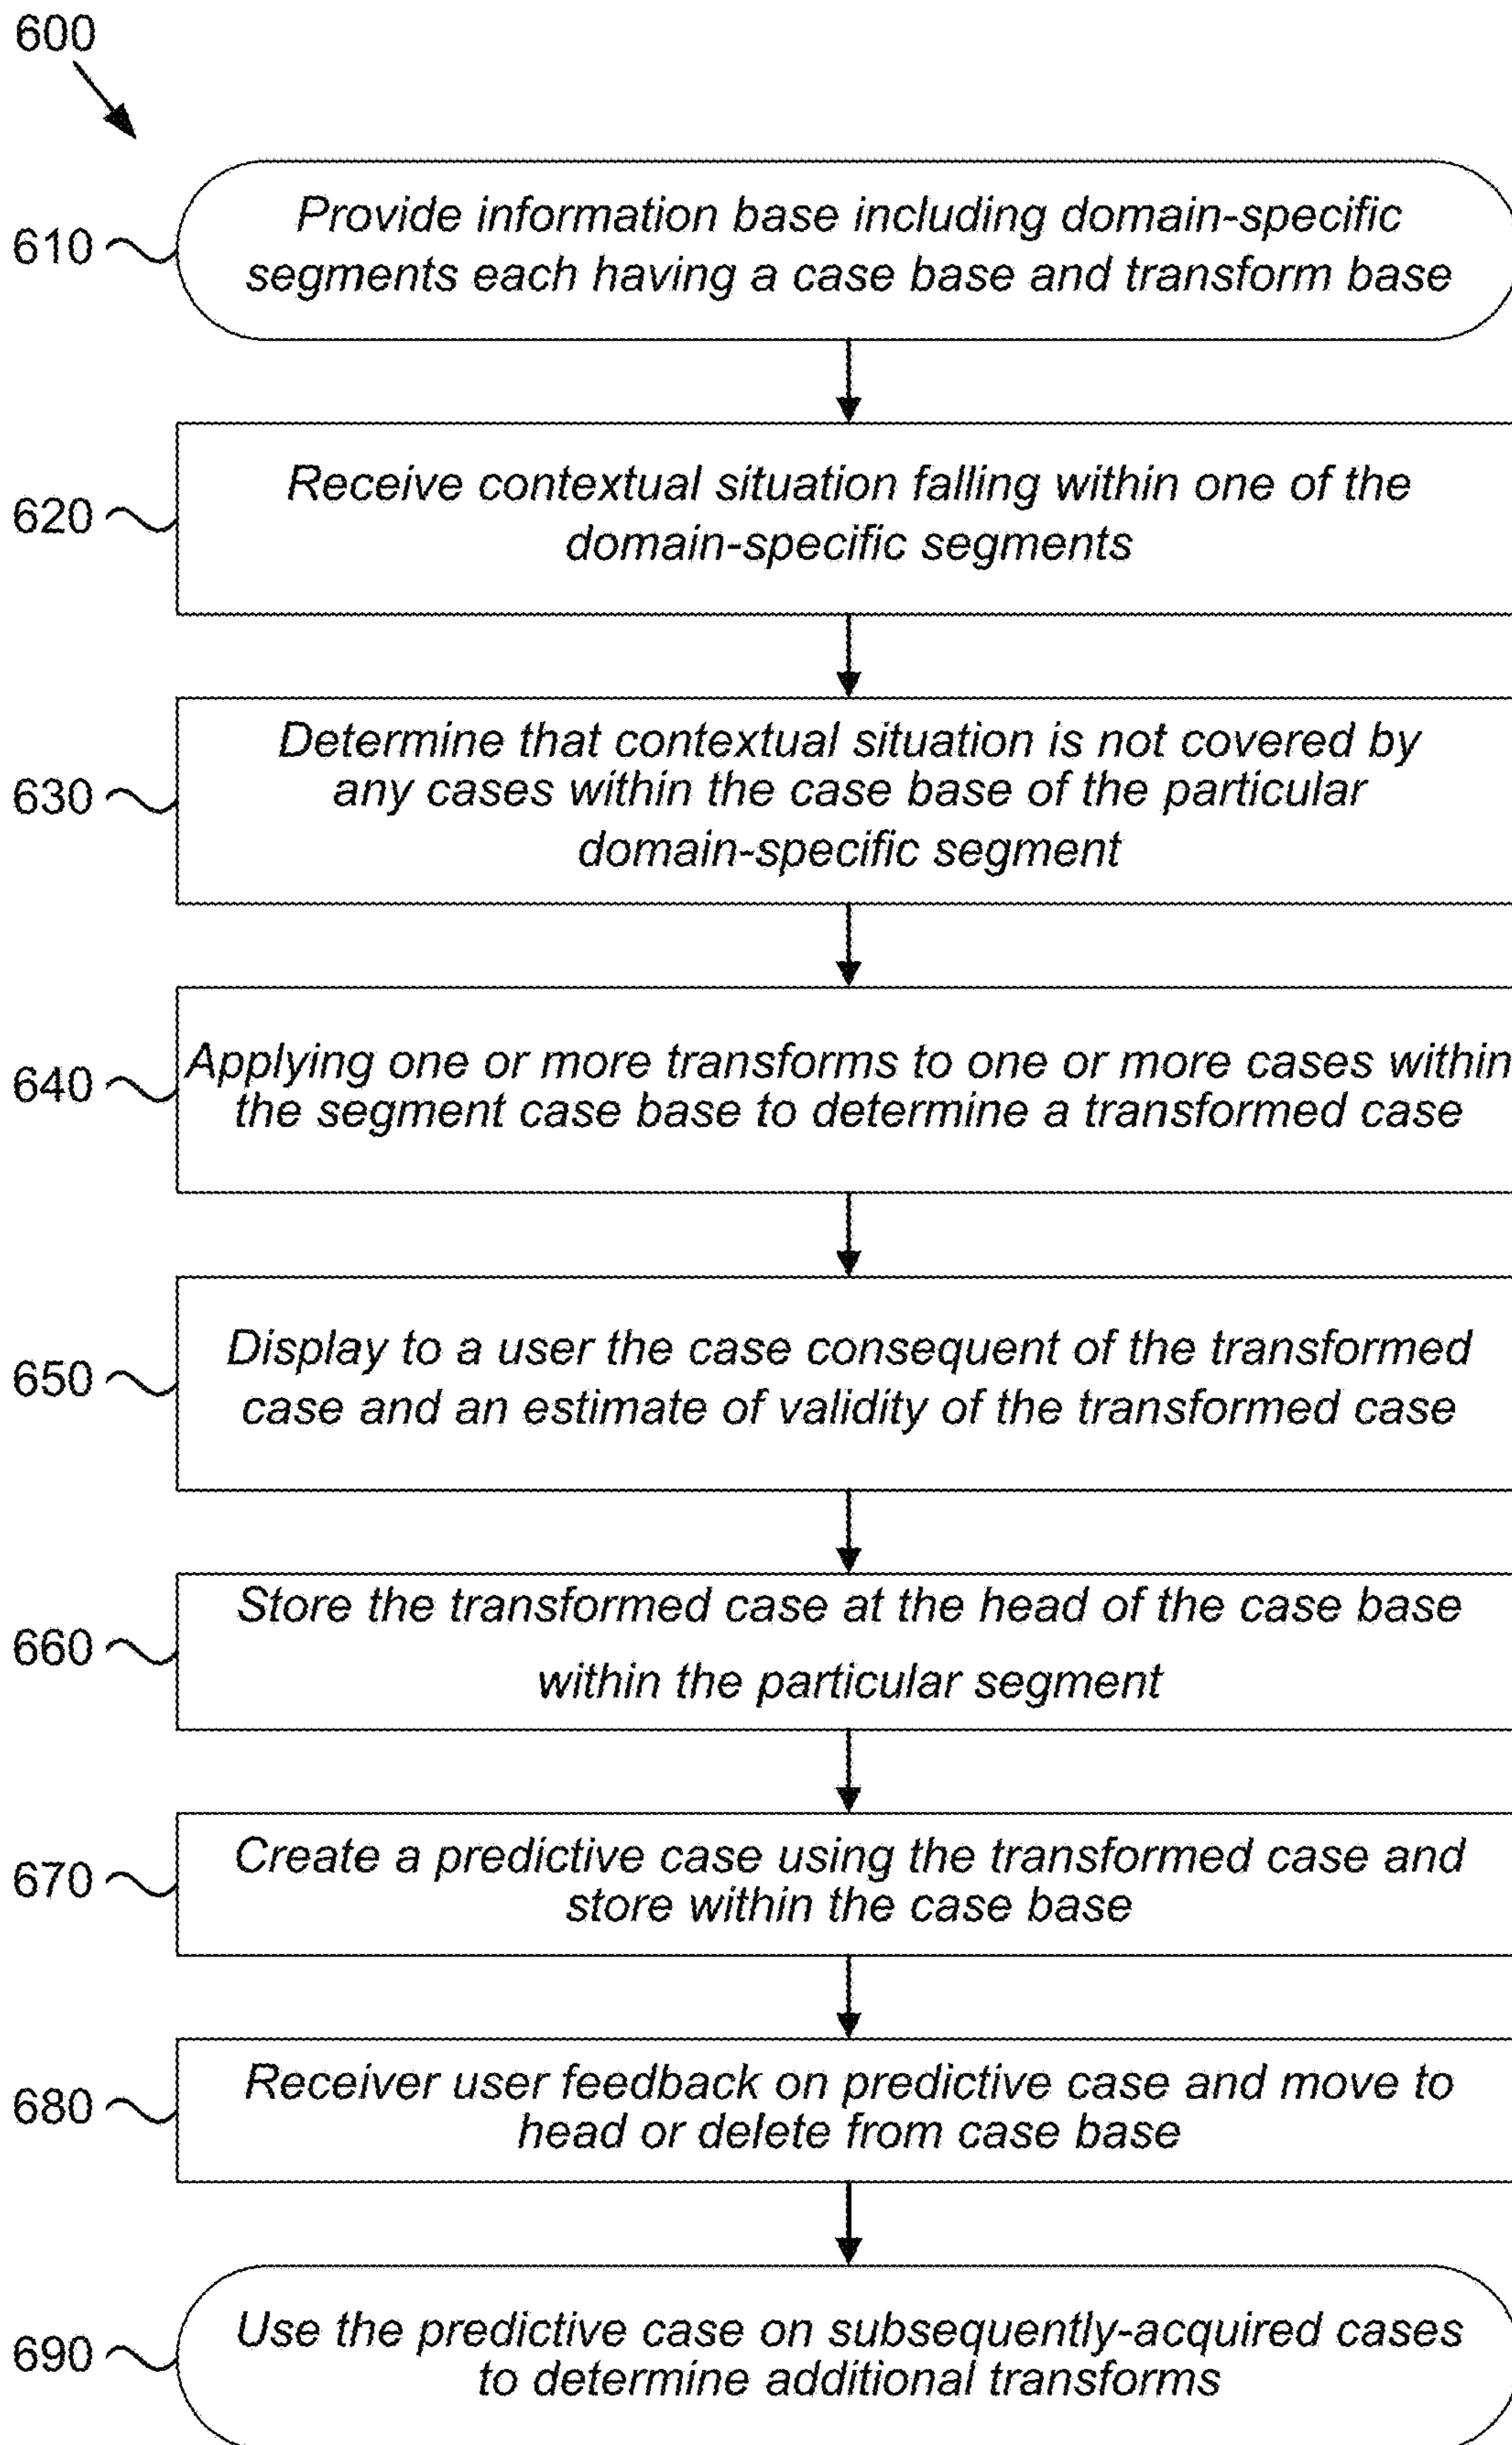 600
610
Provide information base including domain-specific
segments each having a case base and transform base
620
Receive contextual situation falling within one of the
domain-specific segments
630
Determine that contextual situation is not covered by
any cases within the case base of the particular
domain-specific segment
640
Applying one or more transforms to one or more cases within
the segment case base to determine a transformed case
650
Display to a user the case consequent of the transformed
case and an estimate of validity of the transformed case
660
Store the transformed case at the head of the case base
within the particular segment
670
Create a predictive case using the transformed case and
store within the case base
680
Receiver user feedback on predictive case and move to
head or delete from case base
690
Use the predictive case on subsequently-acquired cases
to determine additional transforms